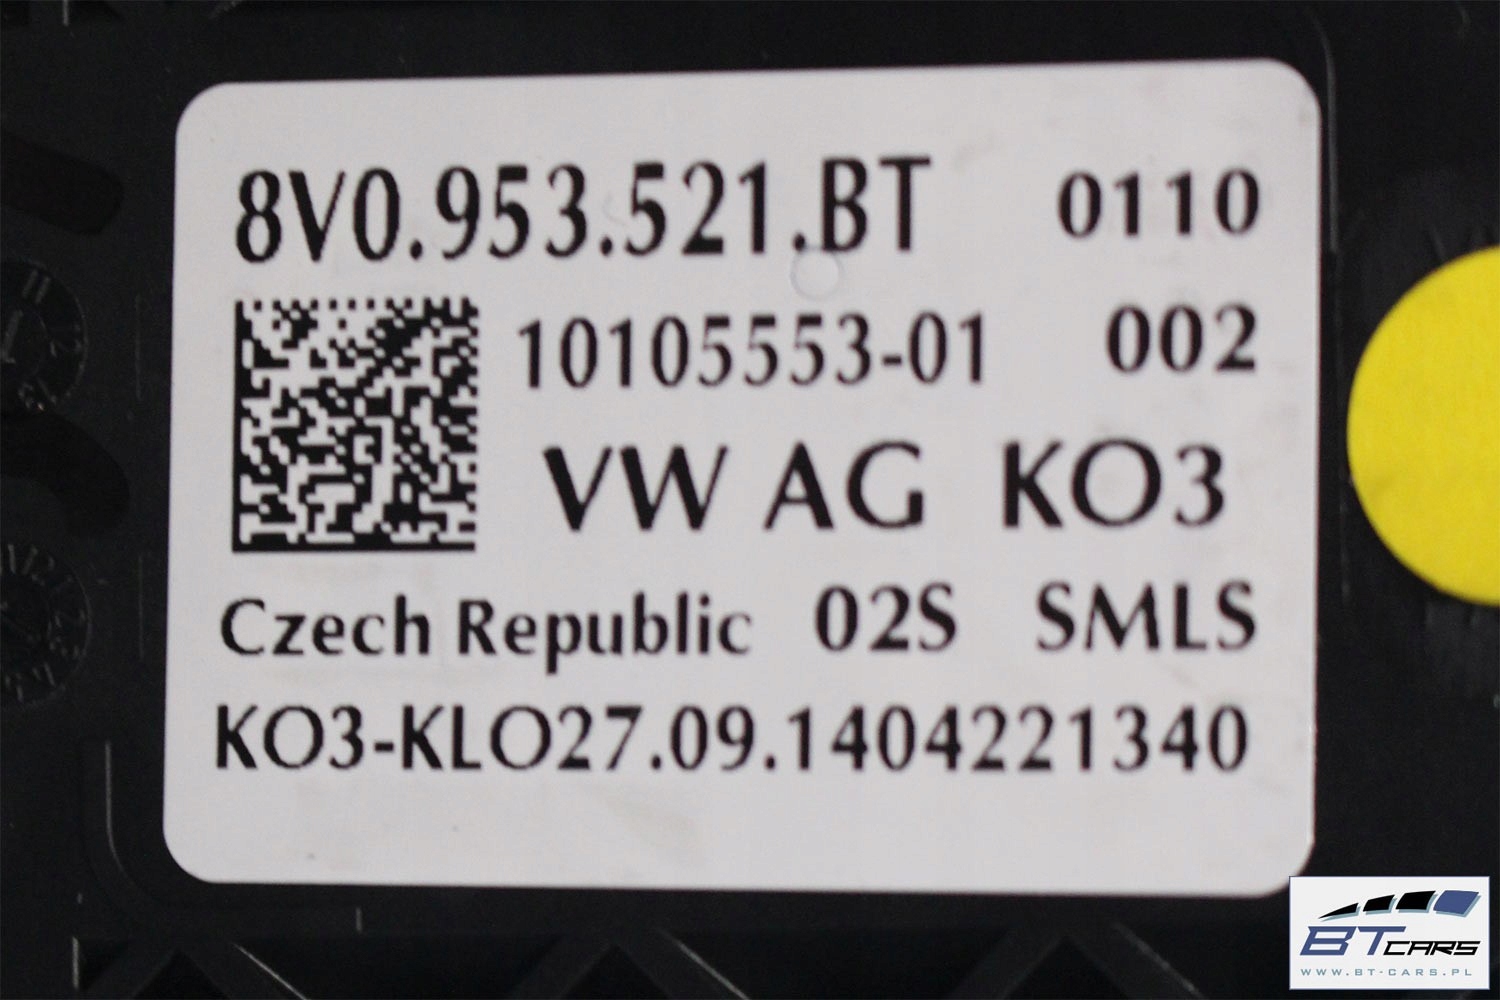 8V0.953.521.BT 0110
10105553-01 002
VW AG KO3
Czech Republic 02S SMLS
KO3-KLO27.09.1404221340
BTCARS
WWW.BT-CARS.PL